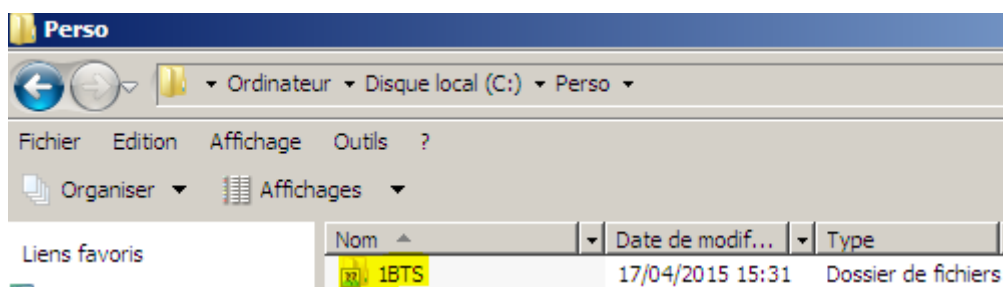 Perso
Ordinateur Disque local (C:) Perso
Fichier Edition Affichage Outils ?
Organiser Affichages
Liens favoris
Nom Date de modif... Type
1BTS 17/04/2015 15:31 Dossier de fichiers